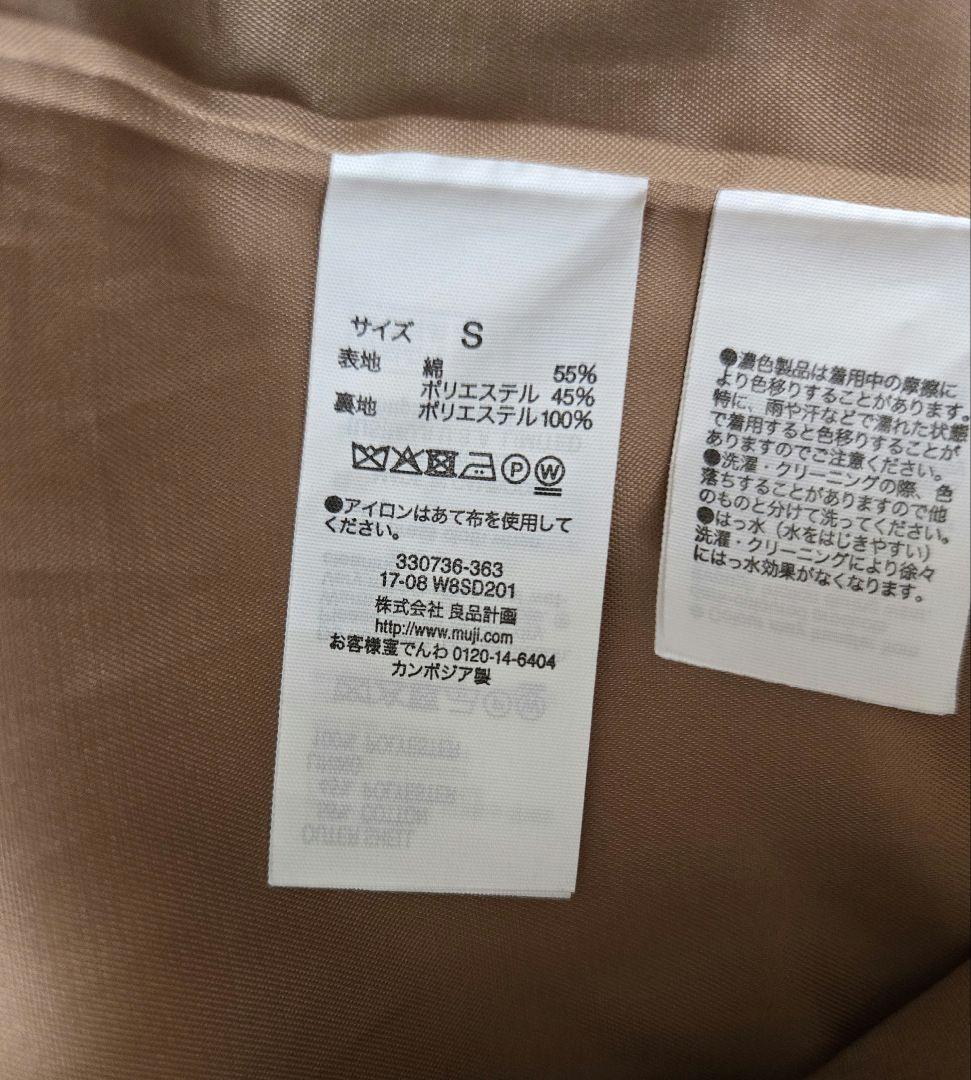 サイズ S
表地 綿 55%
ポリエステル 45%
裏地 ポリエステル 100%
P W
●アイロンはあて布を使用して
ください。
330736-363
17-08 W8SD201
株式会社 良品計画
http://www.muji.com
お客様室でんわ 0120-14-6404
カンボジア製
100% POLYESTER
LINING
45% POLYESTER
55% COTTON
OUTER SHELL
●濃色製品は着用中の摩擦に
より色移りすることがあります。
特に、雨や汗などで濡れた状態
で着用すると色移りすることが
ありますのでご注意ください。
●洗濯・クリーニングの際、色
落ちすることがありますので他
のものと分けて洗ってください。
●はっ水（水をはじきやすい）
洗濯・クリーニングにより徐々
にはっ水効果がなくなります。